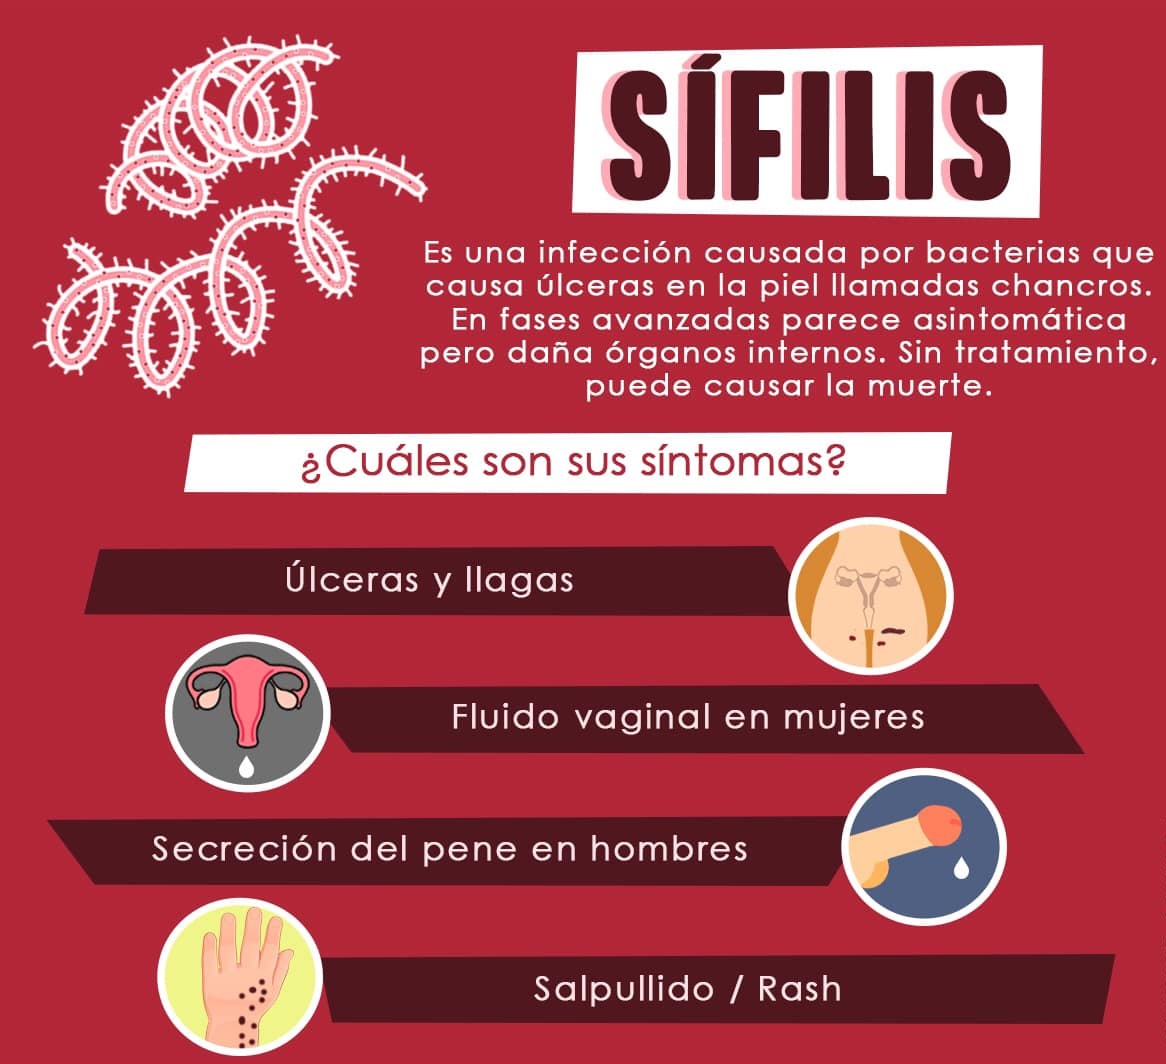 SÍFILIS
Es una infección causada por bacterias que
causa úlceras en la piel llamadas chancros.
En fases avanzadas parece asintomática
pero daña órganos internos. Sin tratamiento,
puede causar la muerte.
¿Cuáles son sus síntomas?
Úlceras y llagas
Fluido vaginal en mujeres
Secreción del pene en hombres
Salpullido / Rash